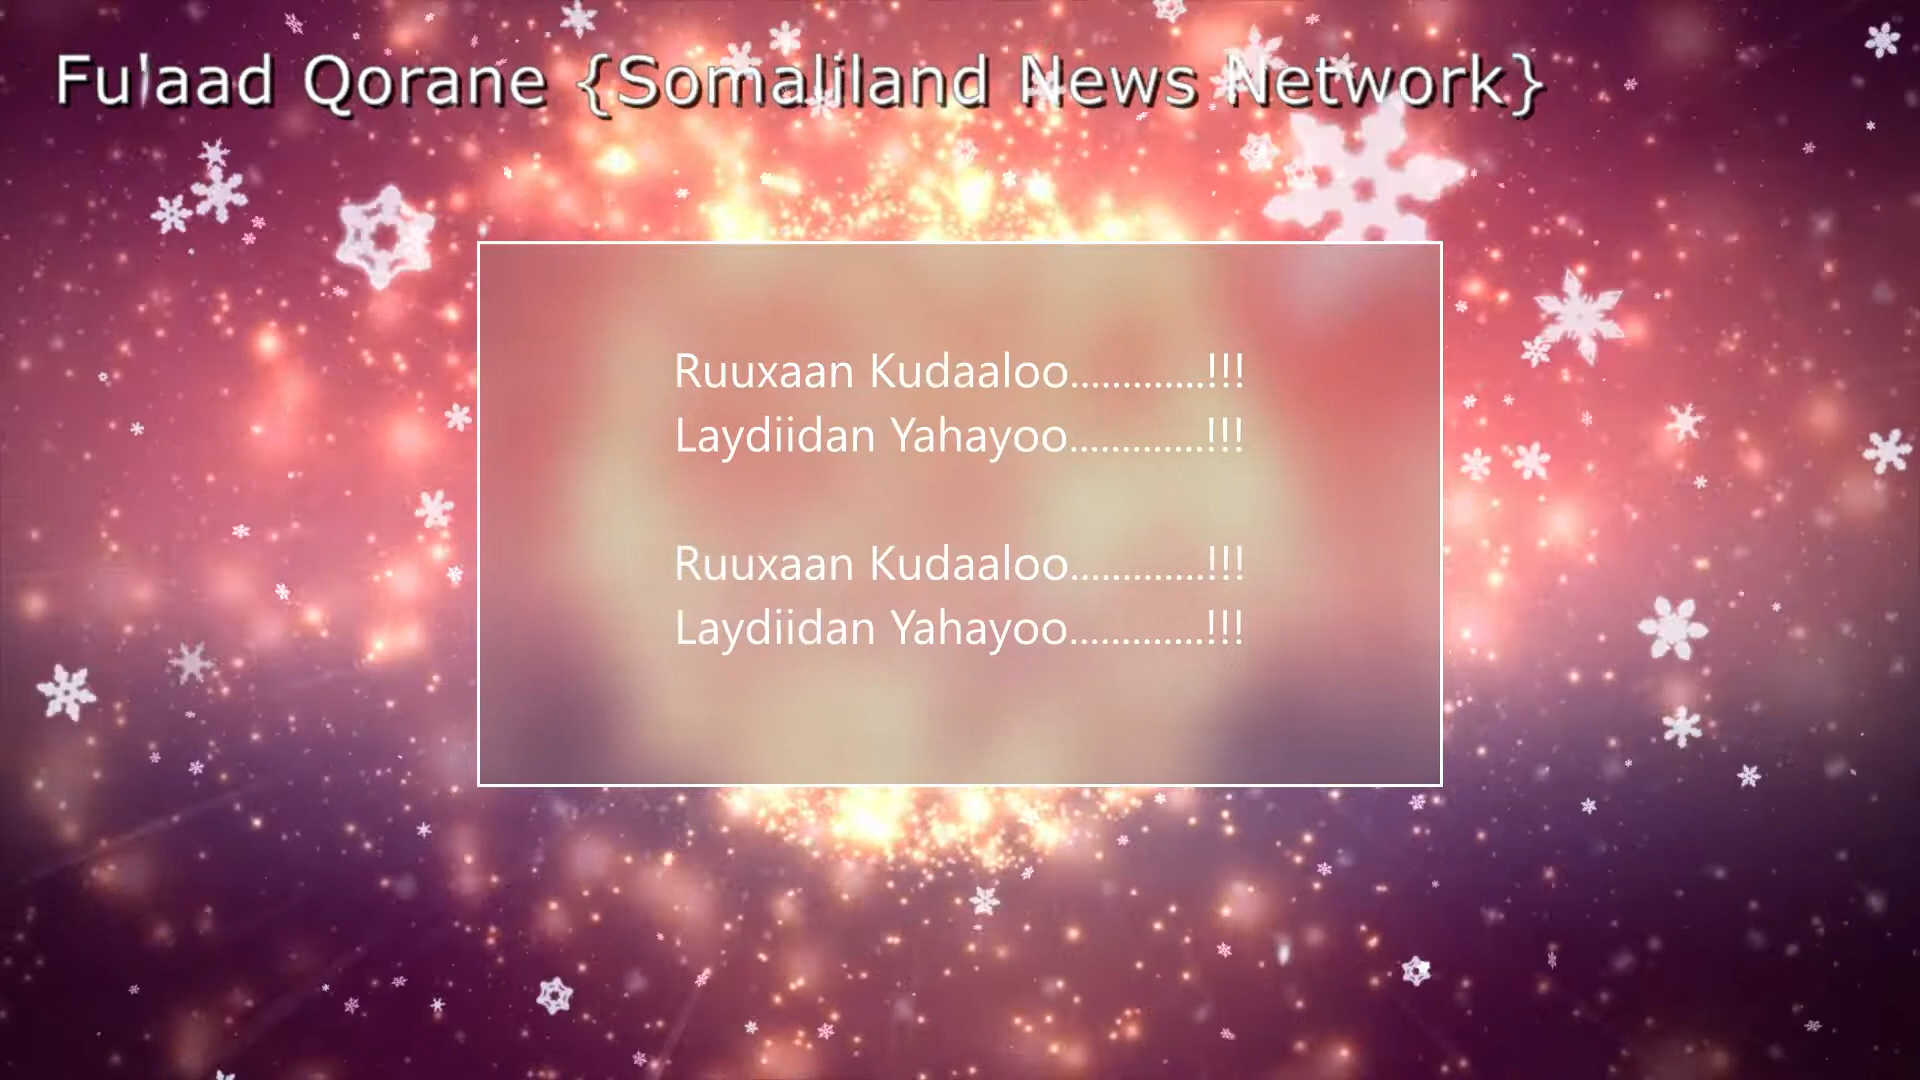 Fulaad Qorane {Somaliland News Network}
Ruuxaan Kudaaloo.............!!!
Laydiidan Yahayoo.............!!!
Ruuxaan Kudaaloo.............!!!
Laydiidan Yahayoo.............!!!